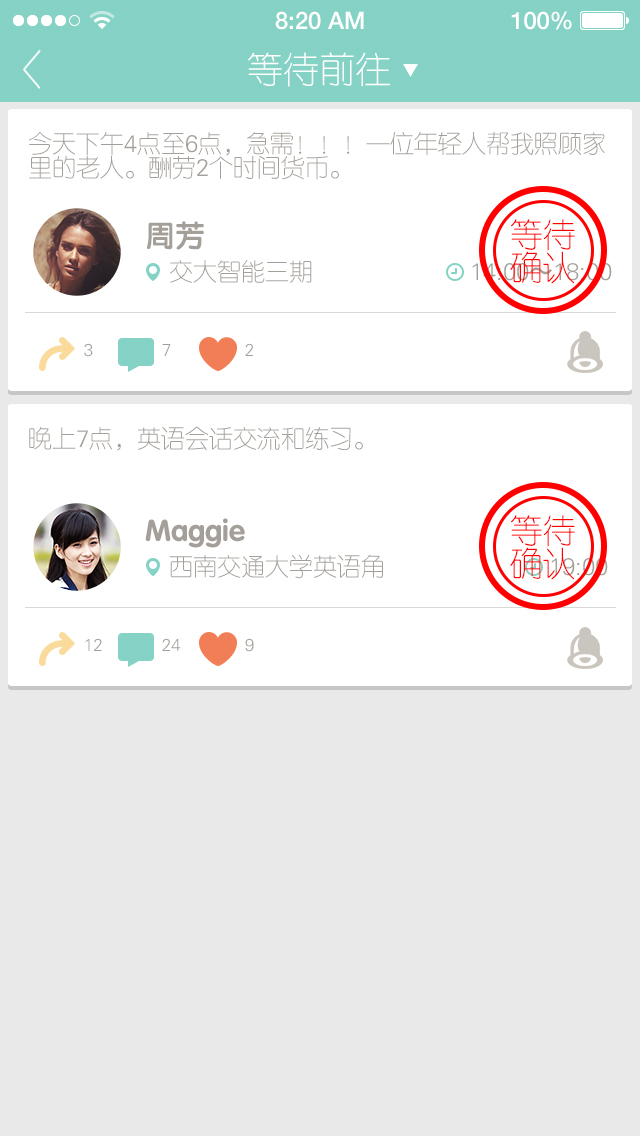 8:20 AM 100%
等待前往
今天下午4点至6点，急需！！！一位年轻人帮我照顾家
里的老人。酬劳2个时间货币。
周芳
等待
确认
交大智能三期 14:00~18:00
3 7 2
晚上7点，英语会话交流和练习。
Maggie
等待
确认
西南交通大学英语角 19:00
12 24 9